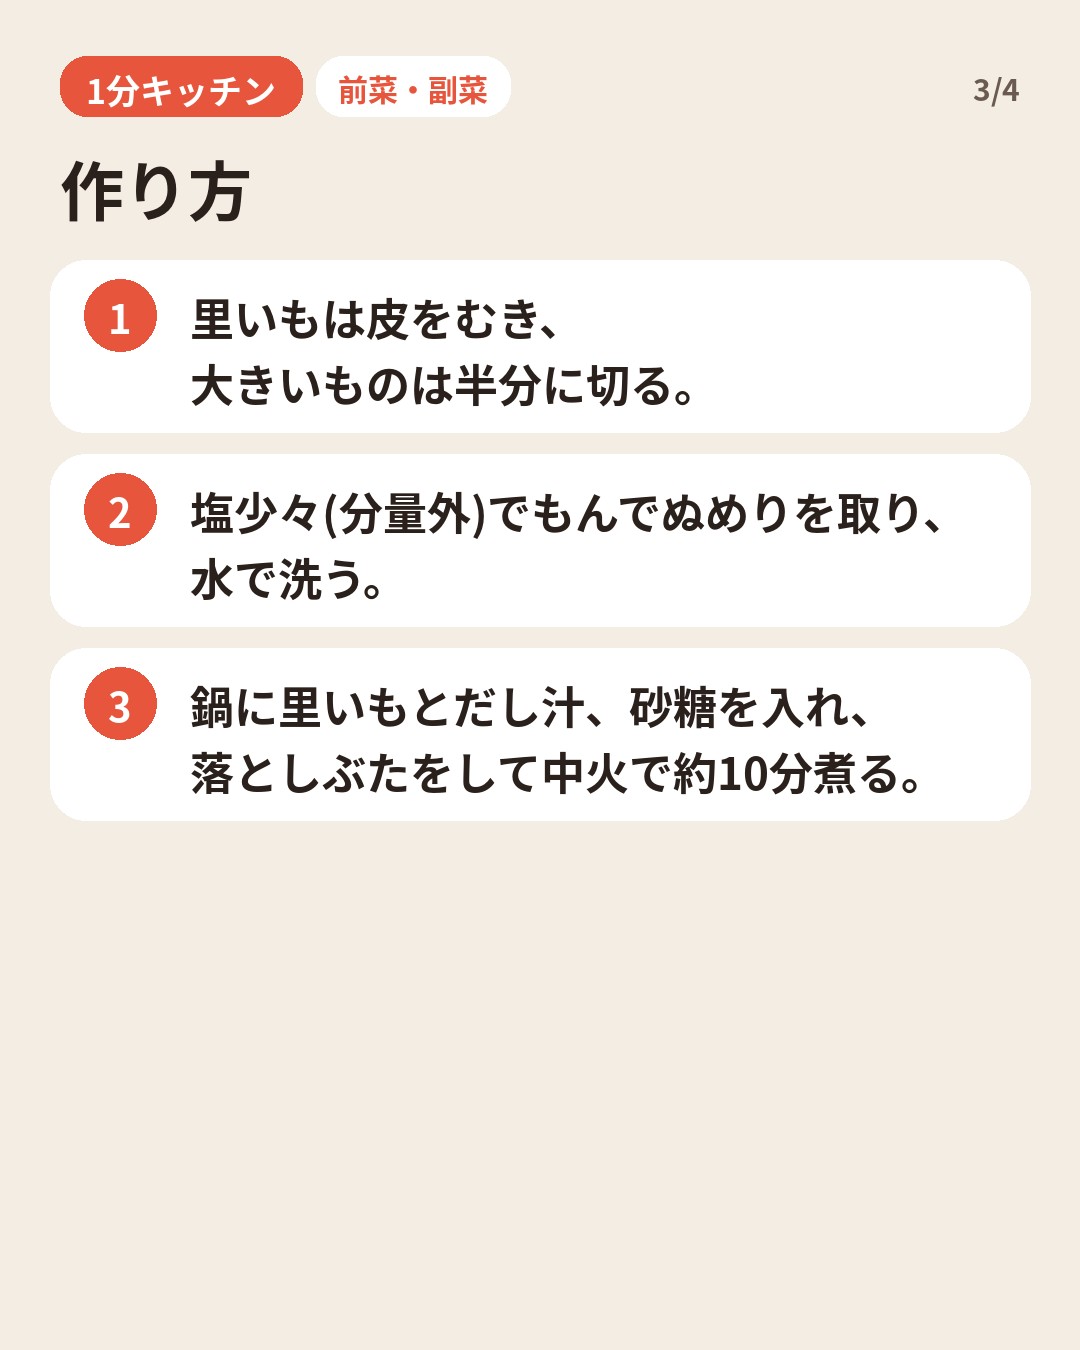 1分キッチン
前菜・副菜
3/4
作り方
1
里いもは皮をむき、
大きいものは半分に切る。
2
塩少々(分量外)でもんでぬめりを取り、
水で洗う。
3
鍋に里いもとだし汁、砂糖を入れ、
落としぶたをして中火で約10分煮る。